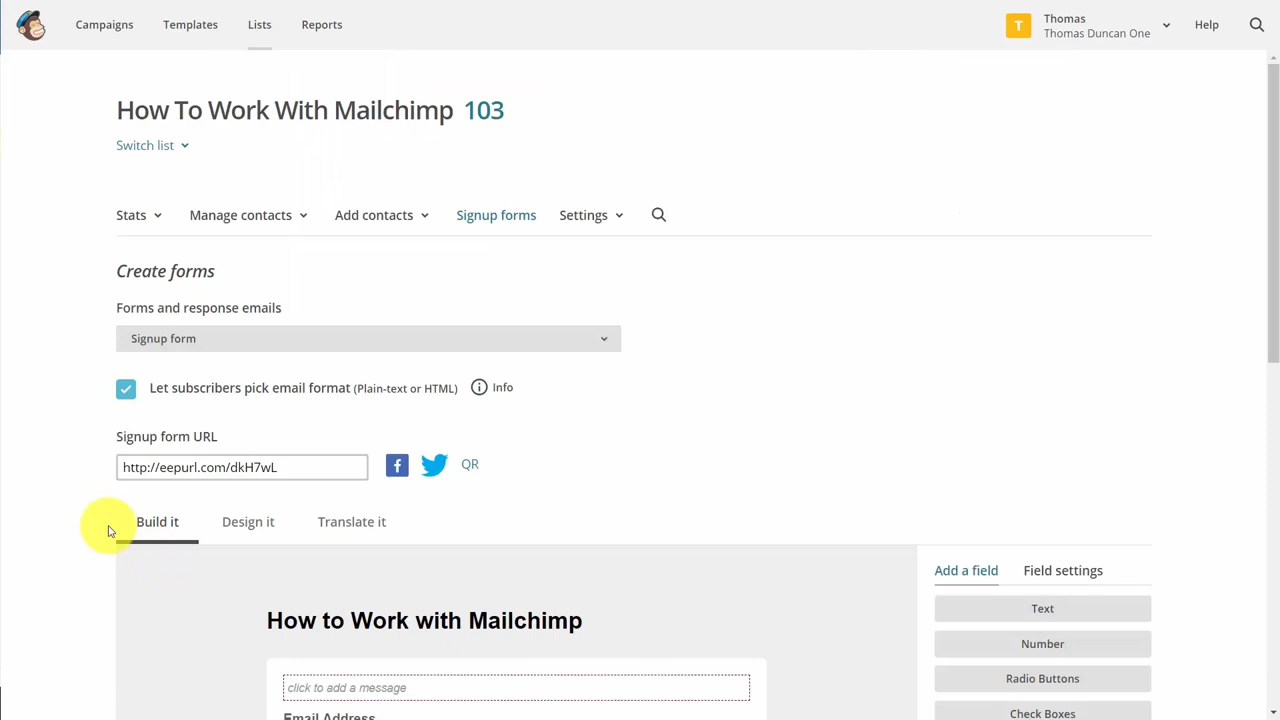 Campaigns Templates Lists Reports
T Thomas Help
Thomas Duncan One
How To Work With Mailchimp 103
Switch list
Stats Manage contacts Add contacts Signup forms Settings
Create forms
Forms and response emails
Signup form
Let subscribers pick email format (Plain-text or HTML) Info
Signup form URL
http://eepurl.com/dkH7wL QR
Build it Design it Translate it
Add a field Field settings
How to Work with Mailchimp
click to add a message
Email Address
Text
Number
Radio Buttons
Check Boxes